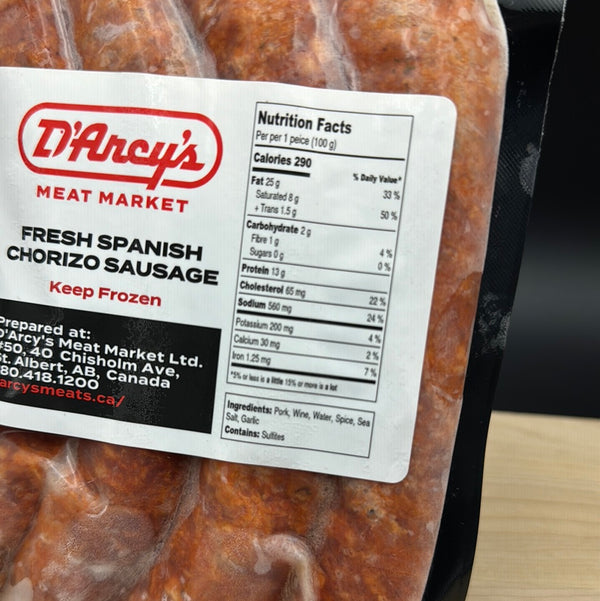 D'Arcy's
MEAT MARKET
FRESH SPANISH
CHORIZO SAUSAGE
Keep Frozen
Prepared at:
D'Arcy's Meat Market Ltd.
#50, 40 Chisholm Ave,
St. Albert, AB, Canada
80.418.1200
arcysmeats.ca/
Nutrition Facts
Per per 1 peice (100 g)
Calories 290
% Daily Value*
Fat 25 g 33 %
Saturated 8 g
+ Trans 1.5 g 50 %
Carbohydrate 2 g
Fibre 1 g 4 %
Sugars 0 g 0 %
Protein 13 g
Cholesterol 65 mg 22 %
Sodium 560 mg 24 %
Potassium 200 mg 4 %
Calcium 30 mg 2 %
Iron 1.25 mg 7 %
*5% or less is a little 15% or more is a lot
Ingredients: Pork, Wine, Water, Spice, Sea
Salt, Garlic
Contains: Sulfites